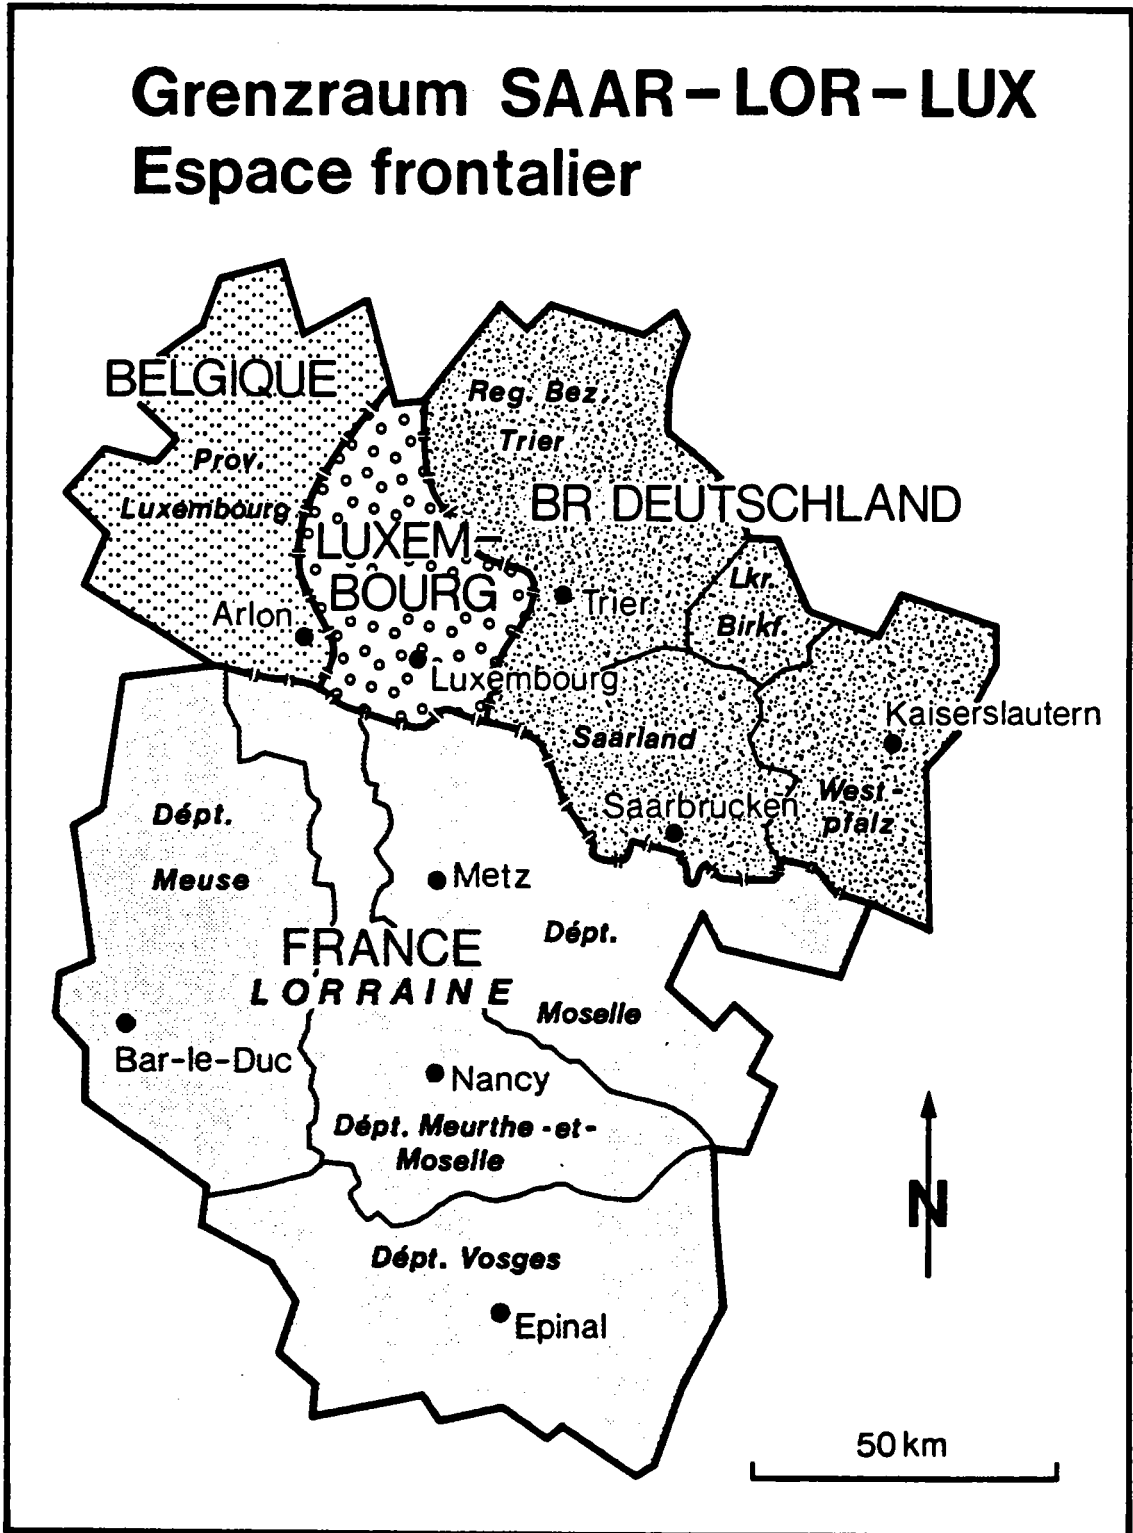 Grenzraum SAAR-LOR-LUX
Espace frontalier
BELGIQUE
Prov.
Luxembourg
Arlon
LUXEM-
BOURG
Luxembourg
Reg. Bez.
Trier
BR DEUTSCHLAND
Trier
Lkr.
Birkf.
Kaiserslautern
Saarland
Saarbrücken
West-
pfalz
Dépt.
Meuse
Metz
FRANCE
LORRAINE
Dépt.
Moselle
Bar-le-Duc
Nancy
Dépt. Meurthe-et-
Moselle
Dépt. Vosges
Epinal
N
50 km